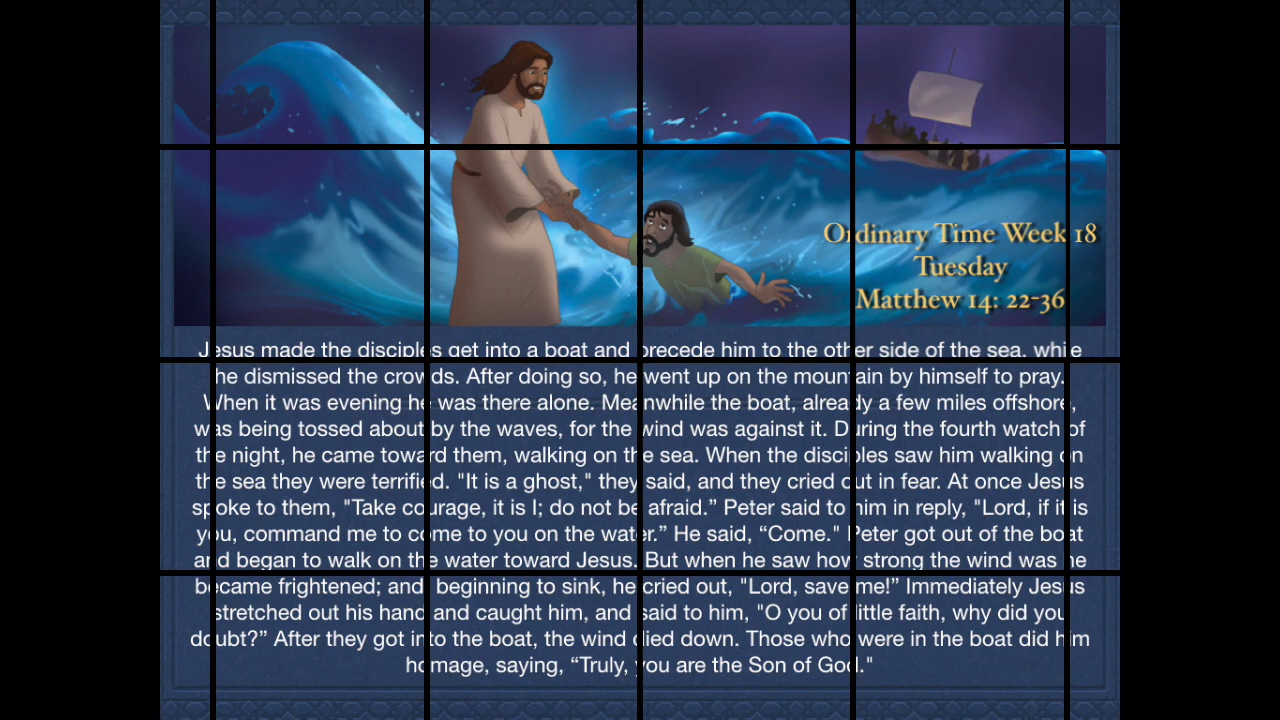 Ordinary Time Week 18
Tuesday
Matthew 14: 22-36
Jesus made the disciples get into a boat and precede him to the other side of the sea, while
he dismissed the crowds. After doing so, he went up on the mountain by himself to pray.
When it was evening he was there alone. Meanwhile the boat, already a few miles offshore,
was being tossed about by the waves, for the wind was against it. During the fourth watch of
the night, he came toward them, walking on the sea. When the disciples saw him walking on
the sea they were terrified. "It is a ghost," they said, and they cried out in fear. At once Jesus
spoke to them, "Take courage, it is I; do not be afraid.” Peter said to him in reply, "Lord, if it is
you, command me to come to you on the water.” He said, “Come." Peter got out of the boat
and began to walk on the water toward Jesus. But when he saw how strong the wind was he
became frightened; and, beginning to sink, he cried out, "Lord, save me!” Immediately Jesus
stretched out his hand and caught him, and said to him, "O you of little faith, why did you
doubt?” After they got into the boat, the wind died down. Those who were in the boat did him
homage, saying, “Truly, you are the Son of God."